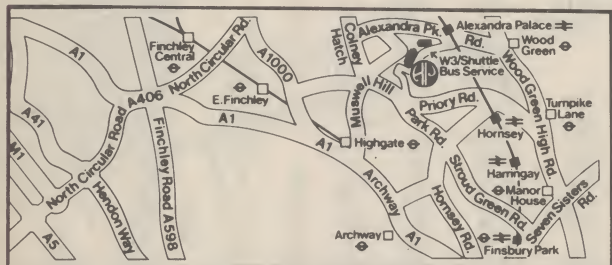 A1
Finchley Central
North Circular Rd.
A1000
Colney Hatch
Alexandra Pk. Rd.
Alexandra Palace
Wood Green
W3/Shuttle
Bus Service
AP
Muswell Hill
Wood Green High Rd.
A406
E.Finchley
A1
Priory Rd.
Turnpike Lane
A41
North Circular Road
Finchley Road A598
A1
Highgate
Park Rd.
Hornsey
Harringay
M1
Hendon Way
Archway
Stroud Green Rd.
Manor House
Hornsey Rd.
Seven Sisters Rd.
A5
Archway
A1
Finsbury Park